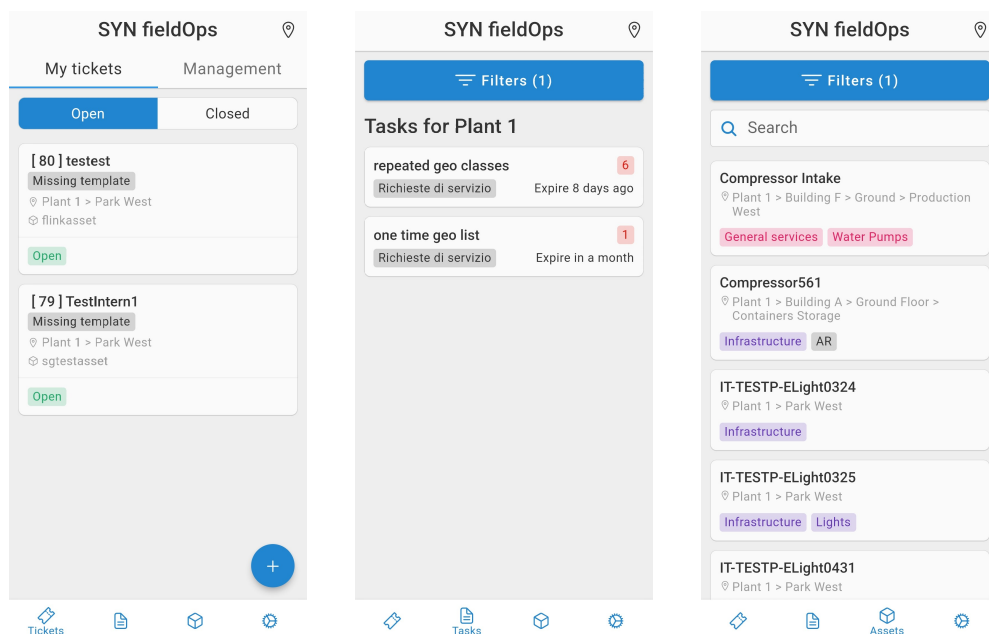 SYN fieldOps
My tickets Management
Open Closed
[ 80 ] testest
Missing template
Plant 1 > Park West
flinkasset
Open
[ 79 ] TestIntern1
Missing template
Plant 1 > Park West
sgtestasset
Open
+
Tickets
SYN fieldOps
Filters (1)
Tasks for Plant 1
repeated geo classes 6
Richieste di servizio Expire 8 days ago
one time geo list 1
Richieste di servizio Expire in a month
Tasks
SYN fieldOps
Filters (1)
Search
Compressor Intake
Plant 1 > Building F > Ground > Production
West
General services Water Pumps
Compressor561
Plant 1 > Building A > Ground Floor >
Containers Storage
Infrastructure AR
IT-TESTP-ELight0324
Plant 1 > Park West
Infrastructure
IT-TESTP-ELight0325
Plant 1 > Park West
Infrastructure Lights
IT-TESTP-ELight0431
Plant 1 > Park West
Assets